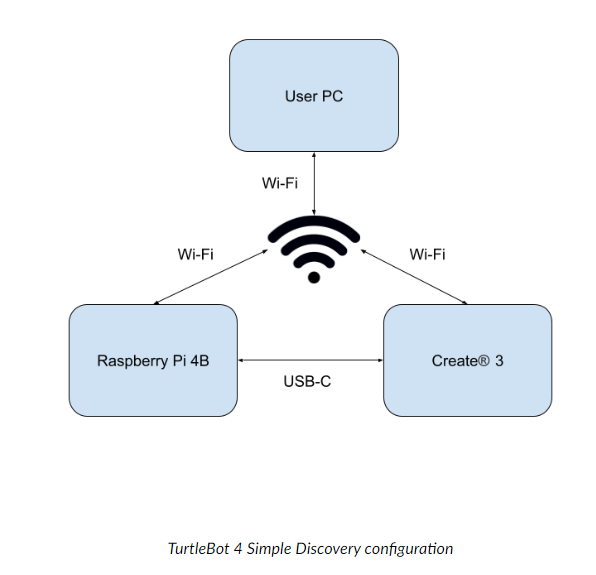 User PC
Wi-Fi
Wi-Fi
Wi-Fi
Raspberry Pi 4B
Create® 3
USB-C
TurtleBot 4 Simple Discovery configuration